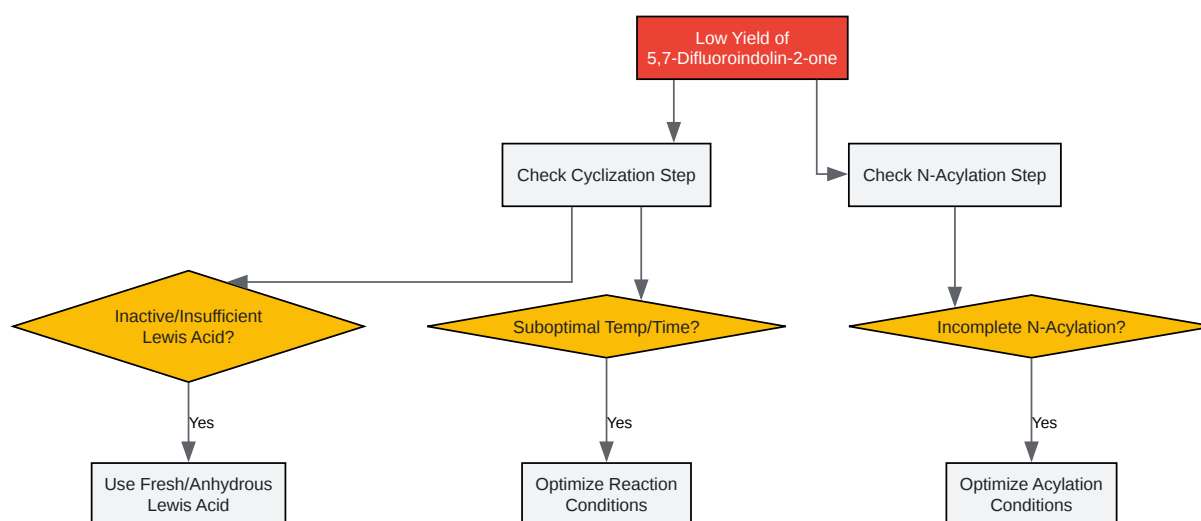 Low Yield of
5,7-Difluoroindolin-2-one
Check Cyclization Step
Check N-Acylation Step
Inactive/Insufficient
Lewis Acid?
Suboptimal Temp/Time?
Incomplete N-Acylation?
Yes
Yes
Yes
Use Fresh/Anhydrous
Lewis Acid
Optimize Reaction
Conditions
Optimize Acylation
Conditions